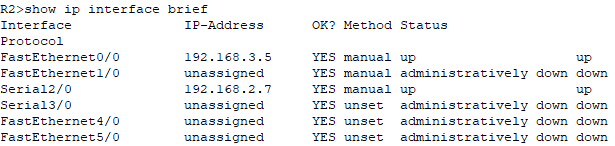 R2>show ip interface brief
Interface              IP-Address      OK? Method Status
Protocol
FastEthernet0/0        192.168.3.5     YES manual up                    up
FastEthernet1/0        unassigned      YES manual administratively down down
Serial2/0              192.168.2.7     YES manual up                    up
Serial3/0              unassigned      YES unset  administratively down down
FastEthernet4/0        unassigned      YES unset  administratively down down
FastEthernet5/0        unassigned      YES unset  administratively down down